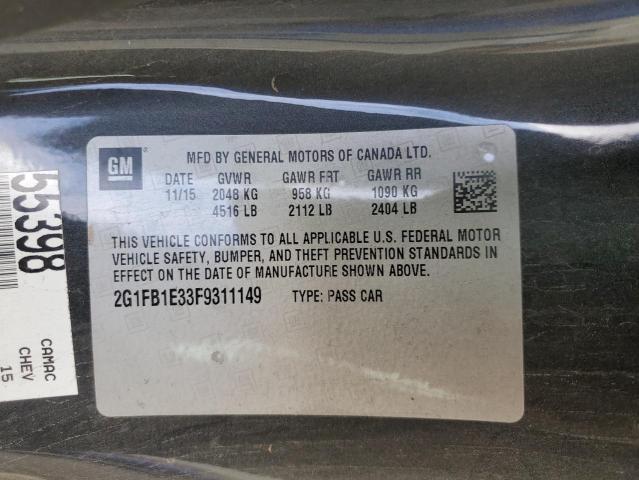 GM
MFD BY GENERAL MOTORS OF CANADA LTD.
DATE GVWR GAWR FRT GAWR RR
11/15 2048 KG 958 KG 1090 KG
4516 LB 2112 LB 2404 LB
THIS VEHICLE CONFORMS TO ALL APPLICABLE U.S. FEDERAL MOTOR
VEHICLE SAFETY, BUMPER, AND THEFT PREVENTION STANDARDS IN
EFFECT ON THE DATE OF MANUFACTURE SHOWN ABOVE.
2G1FB1E33F9311149 TYPE: PASS CAR
55398
CAMAC
CHEV
15